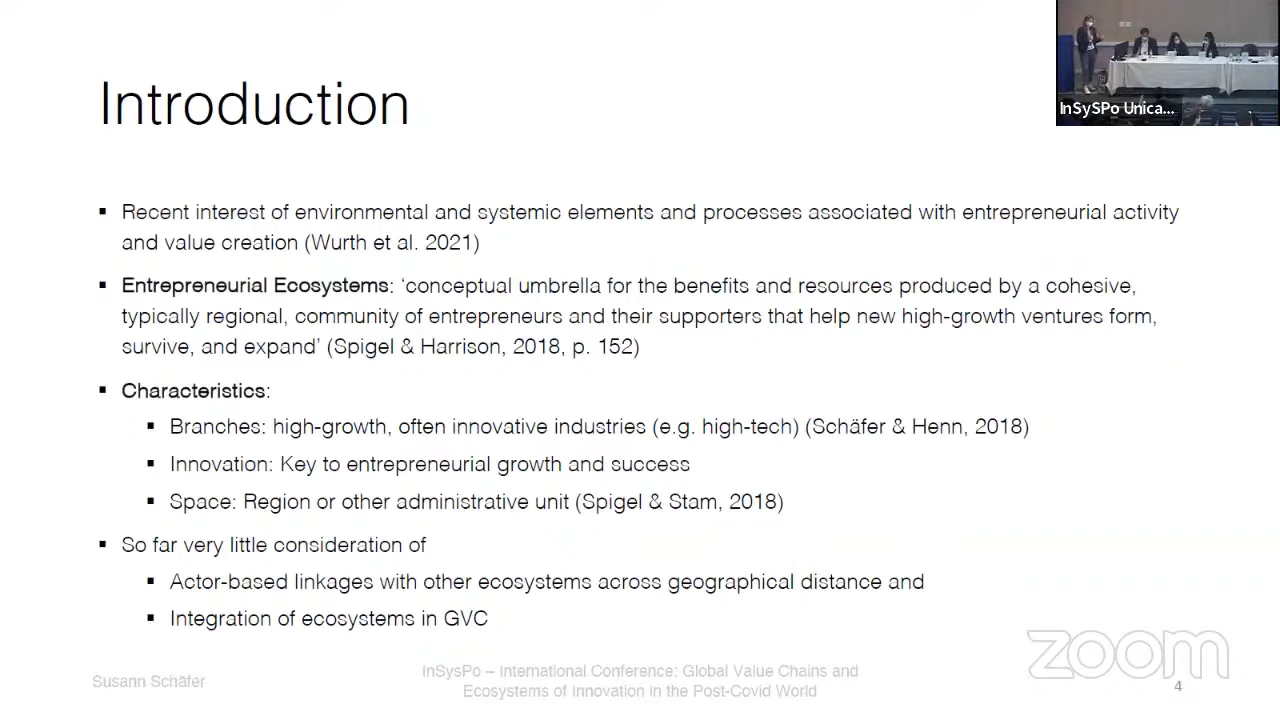 InSySPo Unica...
Introduction
▪ Recent interest of environmental and systemic elements and processes associated with entrepreneurial activity
and value creation (Wurth et al. 2021)
▪ Entrepreneurial Ecosystems: ‘conceptual umbrella for the benefits and resources produced by a cohesive,
typically regional, community of entrepreneurs and their supporters that help new high-growth ventures form,
survive, and expand’ (Spigel & Harrison, 2018, p. 152)
▪ Characteristics:
▪ Branches: high-growth, often innovative industries (e.g. high-tech) (Schäfer & Henn, 2018)
▪ Innovation: Key to entrepreneurial growth and success
▪ Space: Region or other administrative unit (Spigel & Stam, 2018)
▪ So far very little consideration of
▪ Actor-based linkages with other ecosystems across geographical distance and
▪ Integration of ecosystems in GVC
Susann Schäfer
InSysPo – International Conference: Global Value Chains and
Ecosystems of Innovation in the Post-Covid World
zoom
4